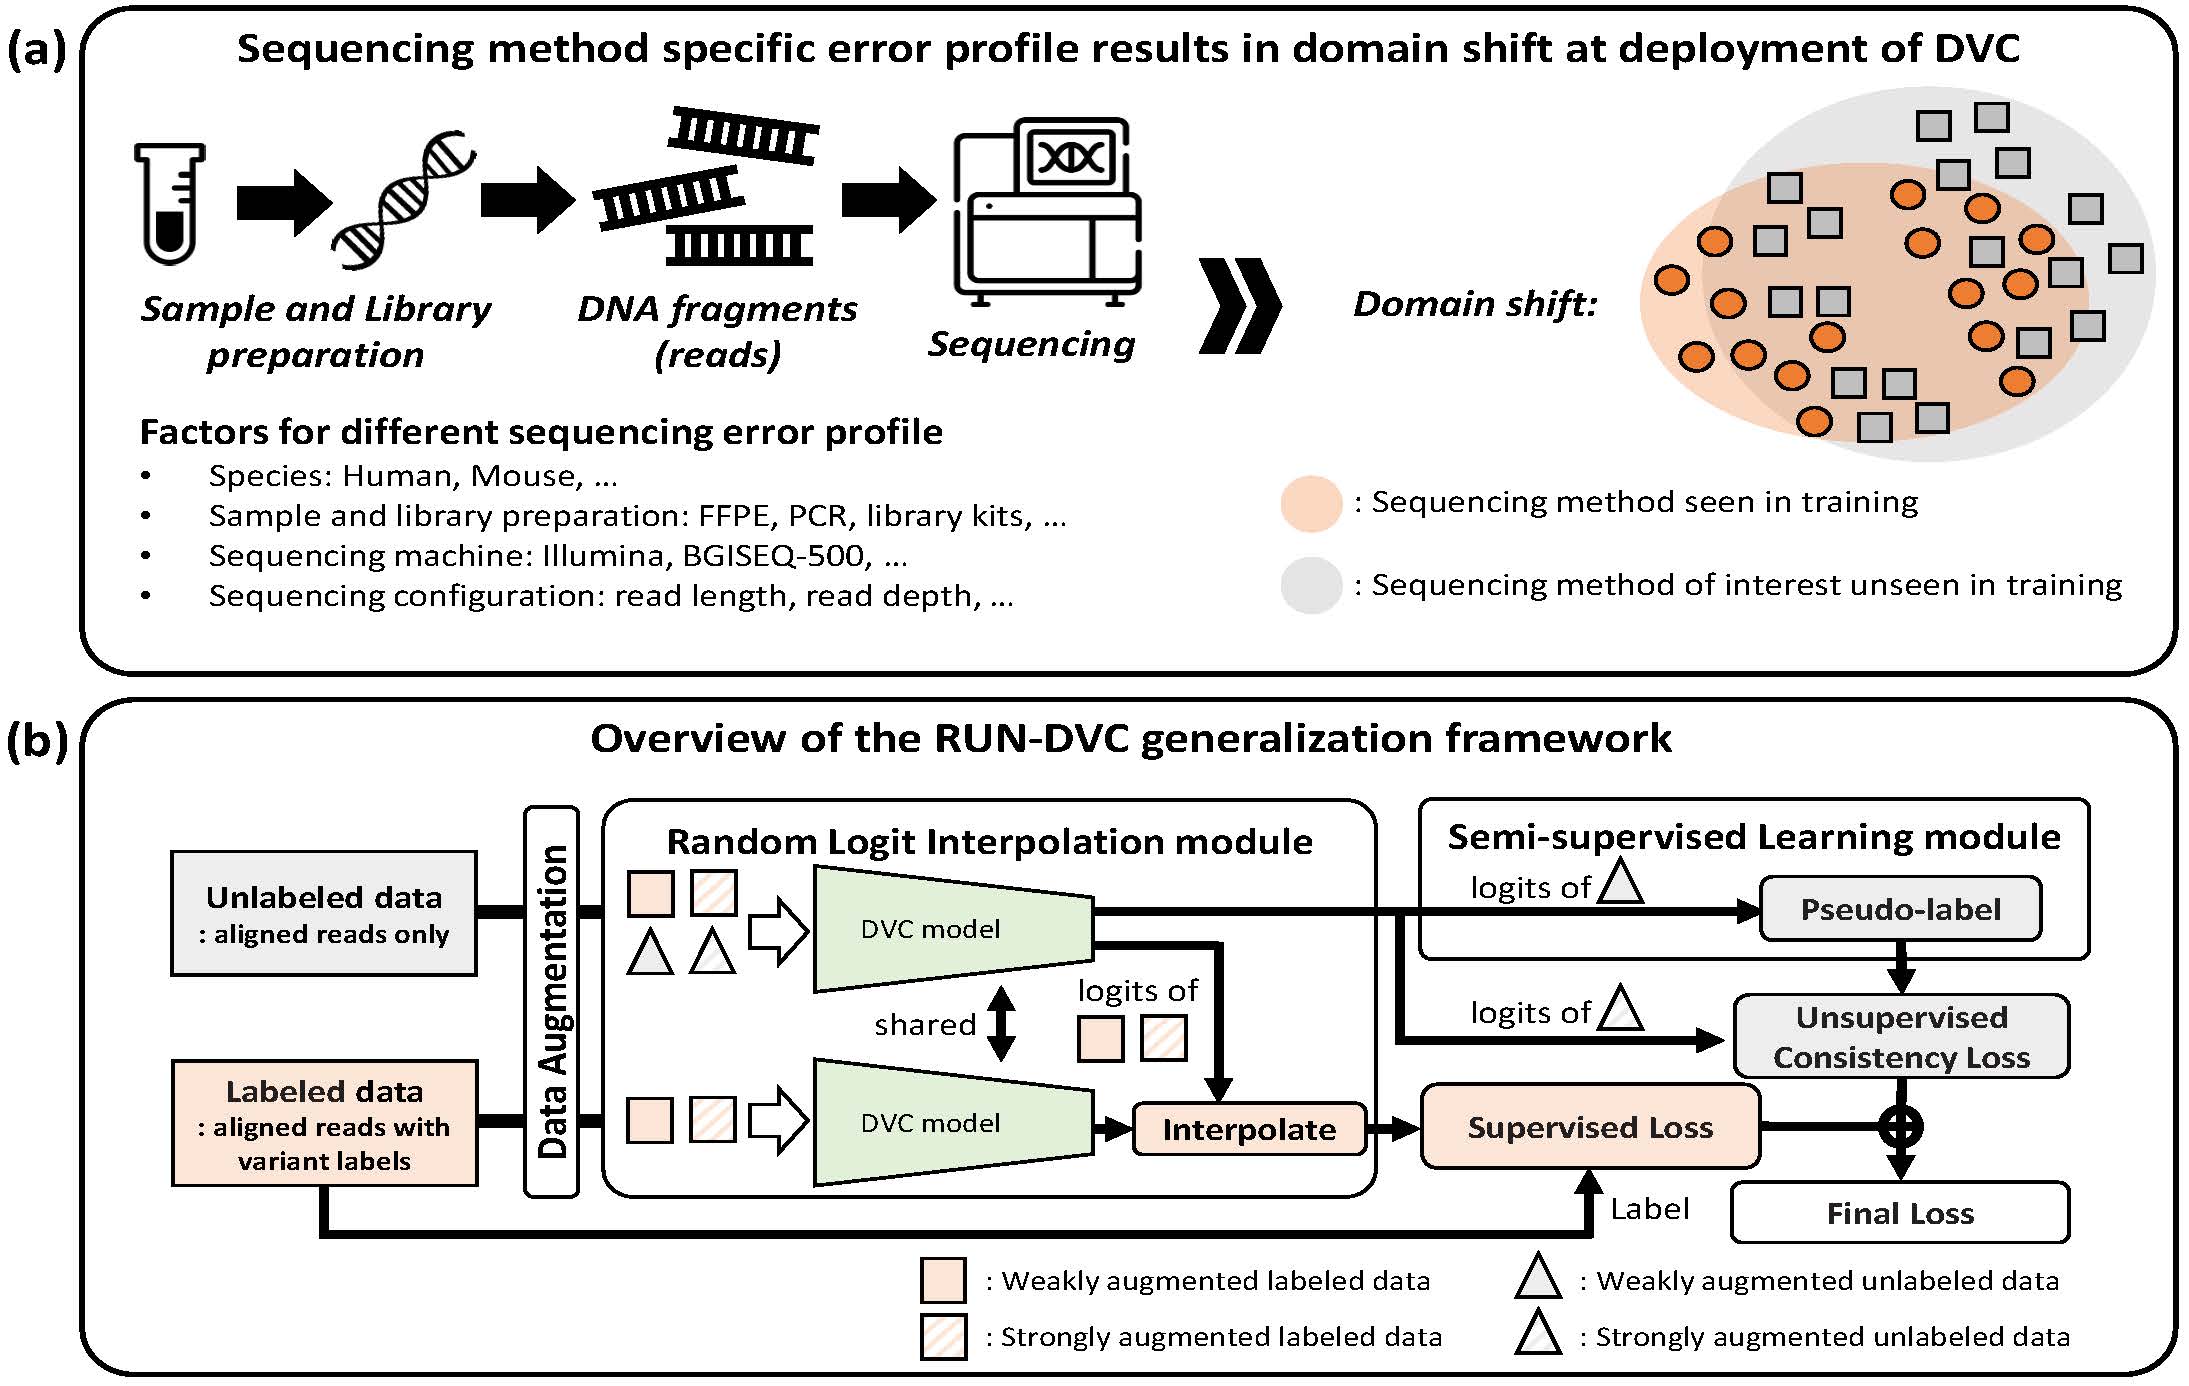 (a)
Sequencing method specific error profile results in domain shift at deployment of DVC
Sample and Library
preparation
DNA fragments
(reads)
Sequencing
Domain shift:
Factors for different sequencing error profile
• Species: Human, Mouse, ...
• Sample and library preparation: FFPE, PCR, library kits, ...
• Sequencing machine: Illumina, BGISEQ-500, ...
• Sequencing configuration: read length, read depth, ...
: Sequencing method seen in training
: Sequencing method of interest unseen in training
(b)
Overview of the RUN-DVC generalization framework
Unlabeled data
: aligned reads only
Labeled data
: aligned reads with
variant labels
Data Augmentation
Random Logit Interpolation module
DVC model
shared
logits of
DVC model
Interpolate
Semi-supervised Learning module
logits of
Pseudo-label
logits of
Unsupervised
Consistency Loss
Supervised Loss
Label
Final Loss
: Weakly augmented labeled data
: Strongly augmented labeled data
: Weakly augmented unlabeled data
: Strongly augmented unlabeled data